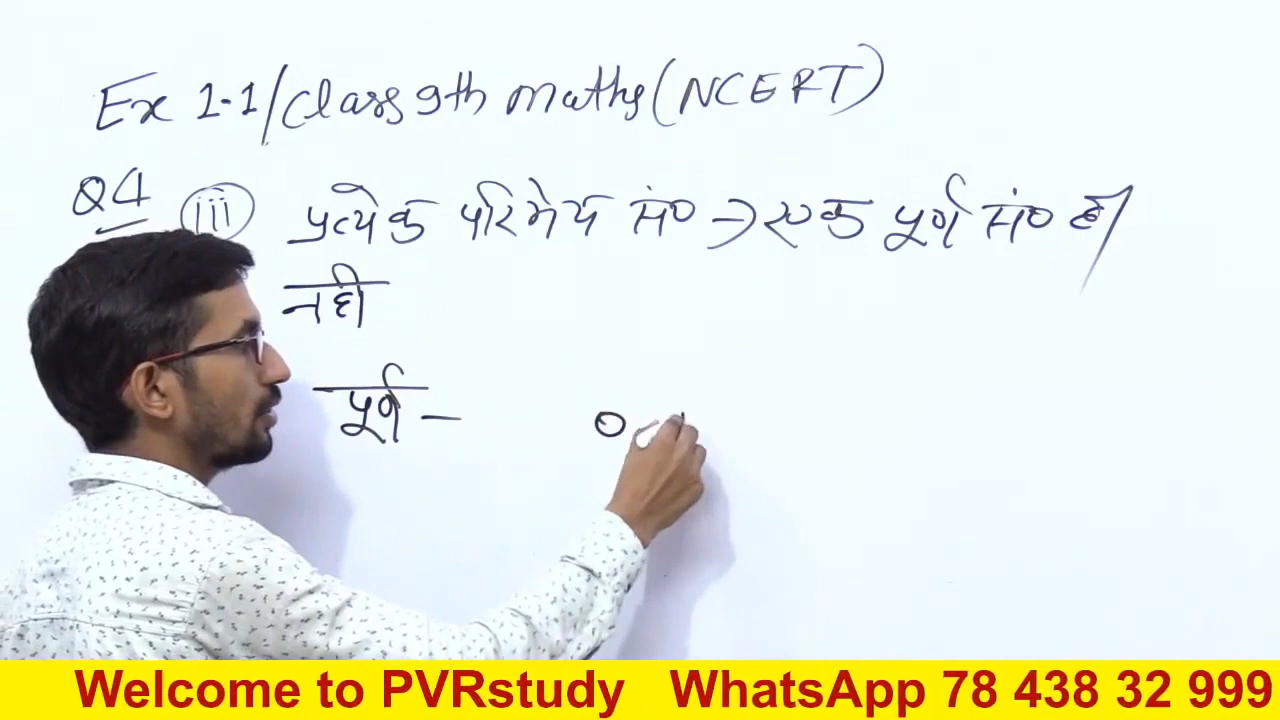 Ex 1.1/class 9th maths (NCERT)
Q4 (iii) प्रत्येक परिमेय सं० → एक पूर्ण सं० है/
नही
पूर्ण – 0
Welcome to PVRstudy WhatsApp 78 438 32 999